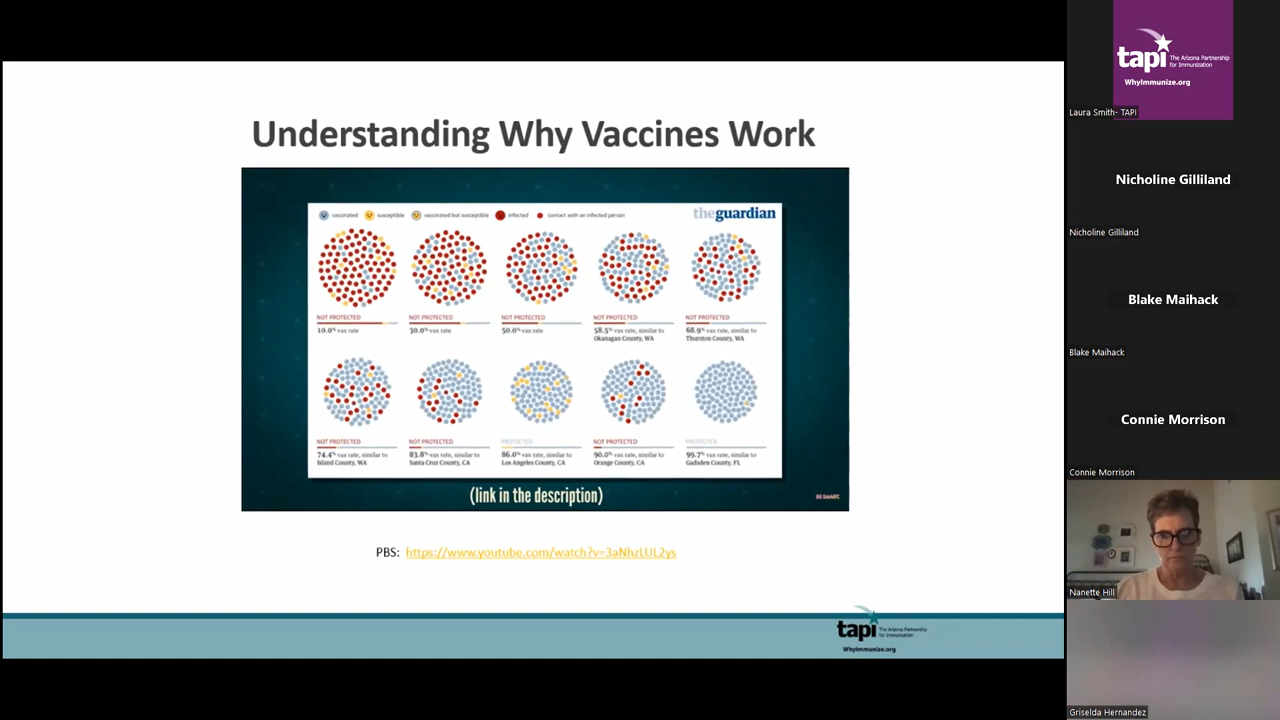 Understanding Why Vaccines Work
vaccinated
susceptible
vaccinated but susceptible
infected
contact with an infected person
theguardian
NOT PROTECTED
10.0% vax rate
NOT PROTECTED
30.0% vax rate
NOT PROTECTED
50.0% vax rate
NOT PROTECTED
58.5% vax rate, similar to
Okanagan County, WA
NOT PROTECTED
68.9% vax rate, similar to
Thurston County, WA
NOT PROTECTED
74.4% vax rate, similar to
Island County, WA
NOT PROTECTED
83.8% vax rate, similar to
Santa Cruz County, CA
PROTECTED
86.0% vax rate, similar to
Los Angeles County, CA
NOT PROTECTED
90.0% vax rate, similar to
Orange County, CA
PROTECTED
99.7% vax rate, similar to
Gadsden County, FL
(link in the description)
BE SMART.
PBS: https://www.youtube.com/watch?v=3aNhzLUL2ys
tapi
The Arizona Partnership
for Immunization
WhyImmunize.org
tapi
The Arizona Partnership
for Immunization
WhyImmunize.org
Laura Smith- TAPI
Nicholine Gilliland
Nicholine Gilliland
Blake Maihack
Blake Maihack
Connie Morrison
Connie Morrison
Nanette Hill
Griselda Hernandez